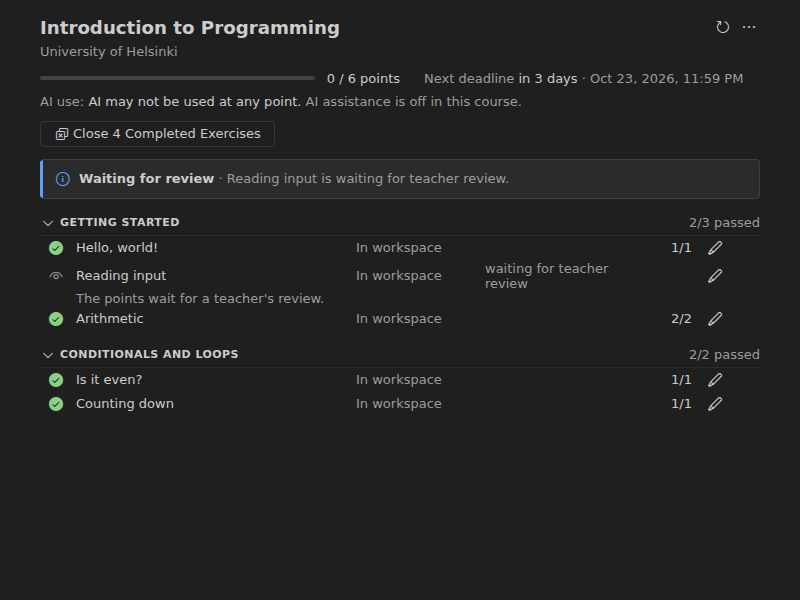 Introduction to Programming
University of Helsinki
0 / 6 points Next deadline in 3 days · Oct 23, 2026, 11:59 PM
AI use: AI may not be used at any point. AI assistance is off in this course.
Close 4 Completed Exercises
Waiting for review · Reading input is waiting for teacher review.
GETTING STARTED 2/3 passed
Hello, world! In workspace 1/1
Reading input In workspace waiting for teacher review
The points wait for a teacher's review.
Arithmetic In workspace 2/2
CONDITIONALS AND LOOPS 2/2 passed
Is it even? In workspace 1/1
Counting down In workspace 1/1